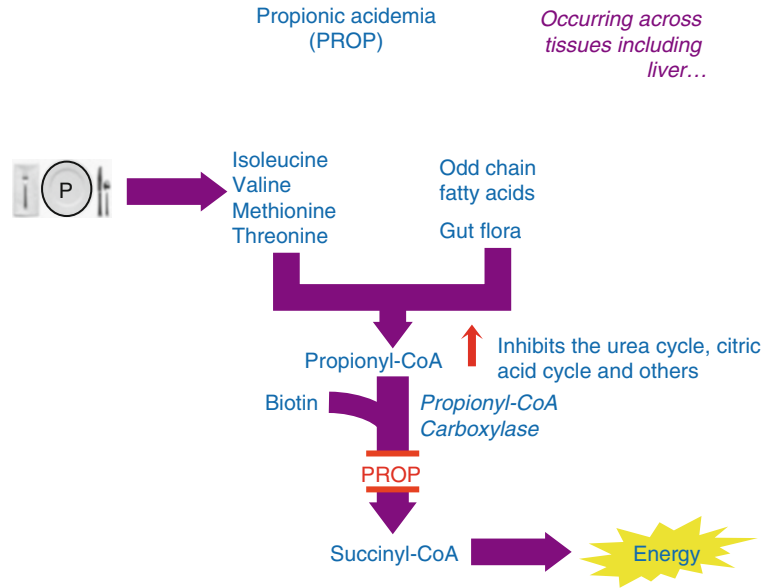 Propionic acidemia
(PROP)
Occurring across
tissues including
liver…
P
Isoleucine
Valine
Methionine
Threonine
Odd chain
fatty acids
Gut flora
Propionyl-CoA
Inhibits the urea cycle, citric
acid cycle and others
Biotin
Propionyl-CoA
Carboxylase
PROP
Succinyl-CoA
Energy